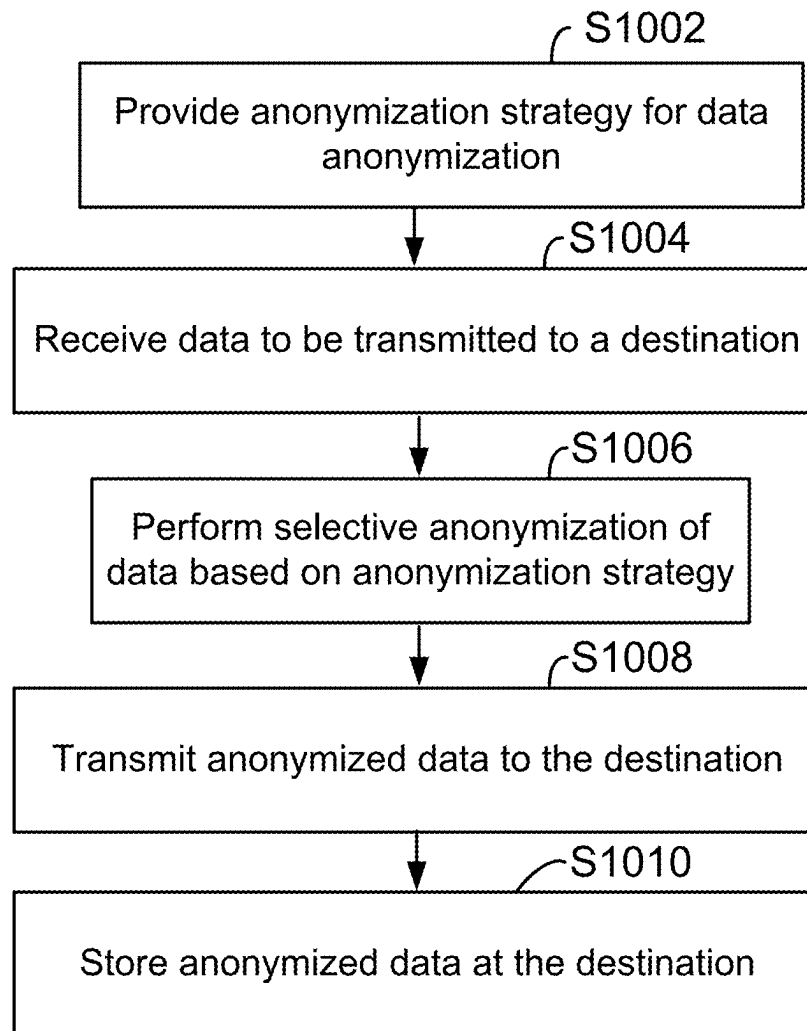 S1002
Provide anonymization strategy for data
anonymization
S1004
Receive data to be transmitted to a destination
S1006
Perform selective anonymization of
data based on anonymization strategy
S1008
Transmit anonymized data to the destination
S1010
Store anonymized data at the destination